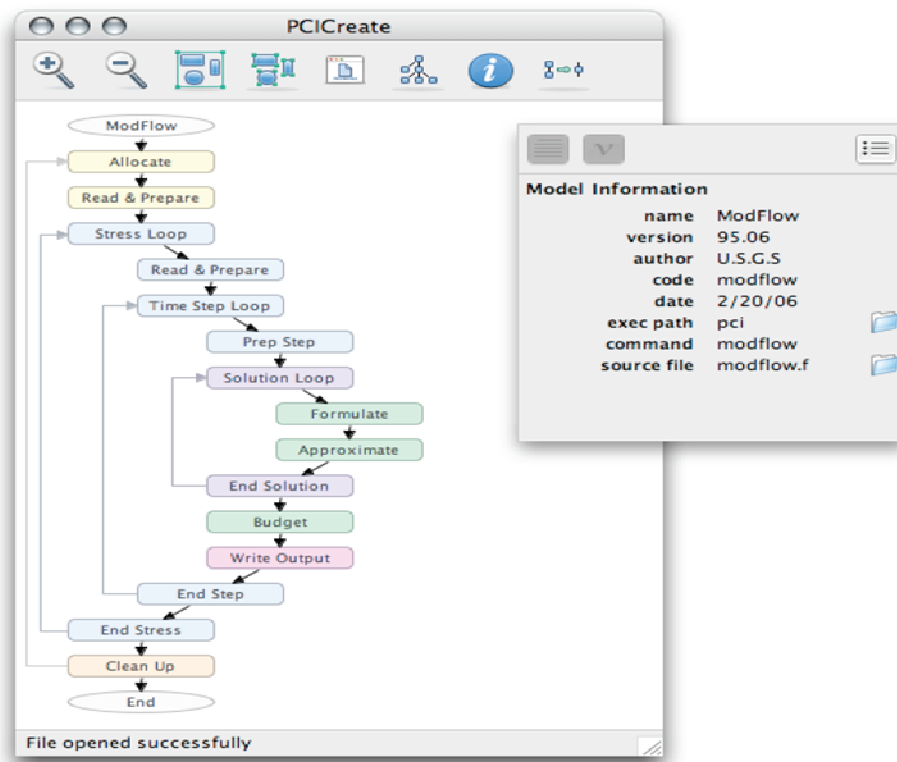 PCICreate
ModFlow
Allocate
Read & Prepare
Stress Loop
Read & Prepare
Time Step Loop
Prep Step
Solution Loop
Formulate
Approximate
End Solution
Budget
Write Output
End Step
End Stress
Clean Up
End
File opened successfully
Model Information
name ModFlow
version 95.06
author U.S.G.S
code modflow
date 2/20/06
exec path pci
command modflow
source file modflow.f